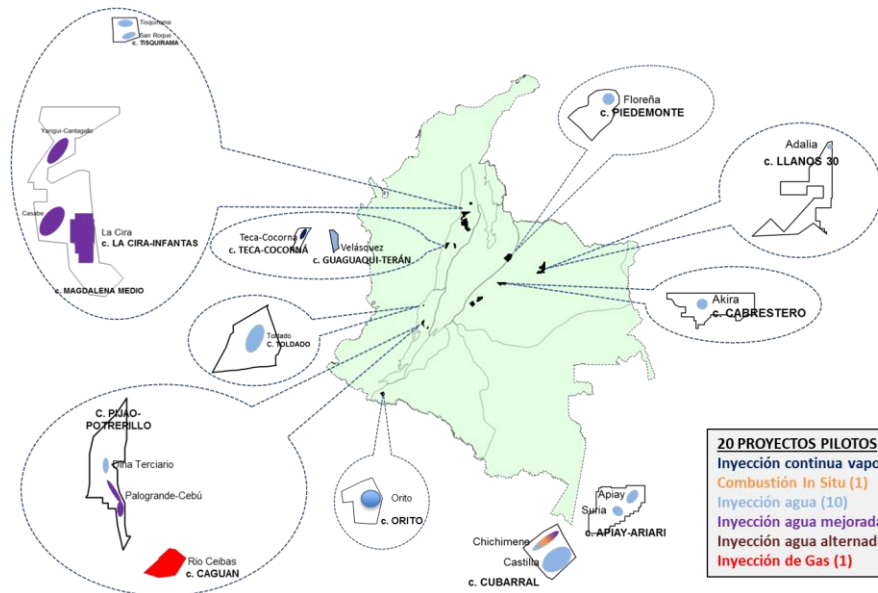 Tisquirama
San Roque
c. TISQUIRAMA
Yarigui-Cantagallo
Casabe
La Cira
c. LA CIRA-INFANTAS
c. MAGDALENA MEDIO
Teca-Cocorná
c. TECA-COCORNÁ
Velásquez
c. GUAGUAQUI-TERÁN
Floreña
c. PIEDEMONTE
Adalia
c. LLANOS 30
Akira
c. CABRESTERO
Toldado
C. TOLDADO
C. PIJAO-
POTRERILLO
Dina Terciario
Palogrande-Cebú
Rio Ceibas
c. CAGUAN
Orito
c. ORITO
Apiay
Suria
c. APIAY-ARIARI
Chichimene
Castilla
c. CUBARRAL
20 PROYECTOS PILOTOS
Inyección continua vapo
Combustión In Situ (1)
Inyección agua (10)
Inyección agua mejorada
Inyección agua alternada
Inyección de Gas (1)